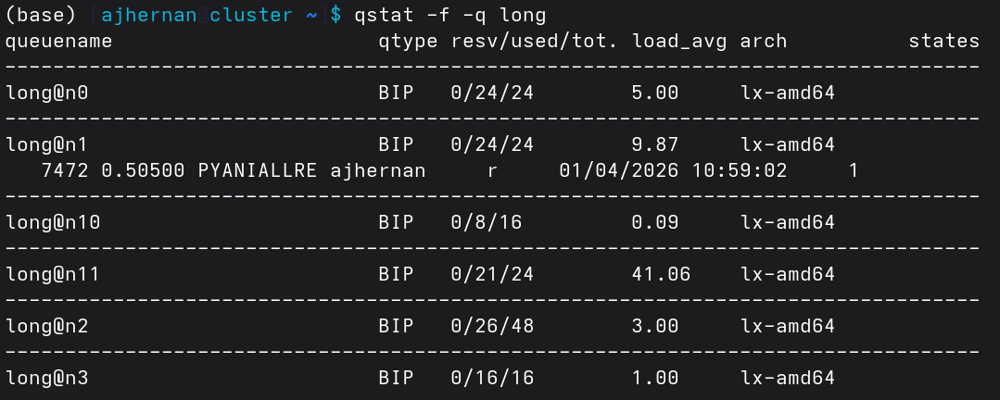 (base) [ajhernan@cluster ~]$ qstat -f -q long
queuename                      qtype resv/used/tot. load_avg arch          states
---------------------------------------------------------------------------------
long@n0                        BIP   0/24/24        5.00     lx-amd64
---------------------------------------------------------------------------------
long@n1                        BIP   0/24/24        9.87     lx-amd64
   7472 0.50500 PYANIALLRE ajhernan     r     01/04/2026 10:59:02     1
---------------------------------------------------------------------------------
long@n10                       BIP   0/8/16         0.09     lx-amd64
---------------------------------------------------------------------------------
long@n11                       BIP   0/21/24        41.06    lx-amd64
---------------------------------------------------------------------------------
long@n2                        BIP   0/26/48        3.00     lx-amd64
---------------------------------------------------------------------------------
long@n3                        BIP   0/16/16        1.00     lx-amd64